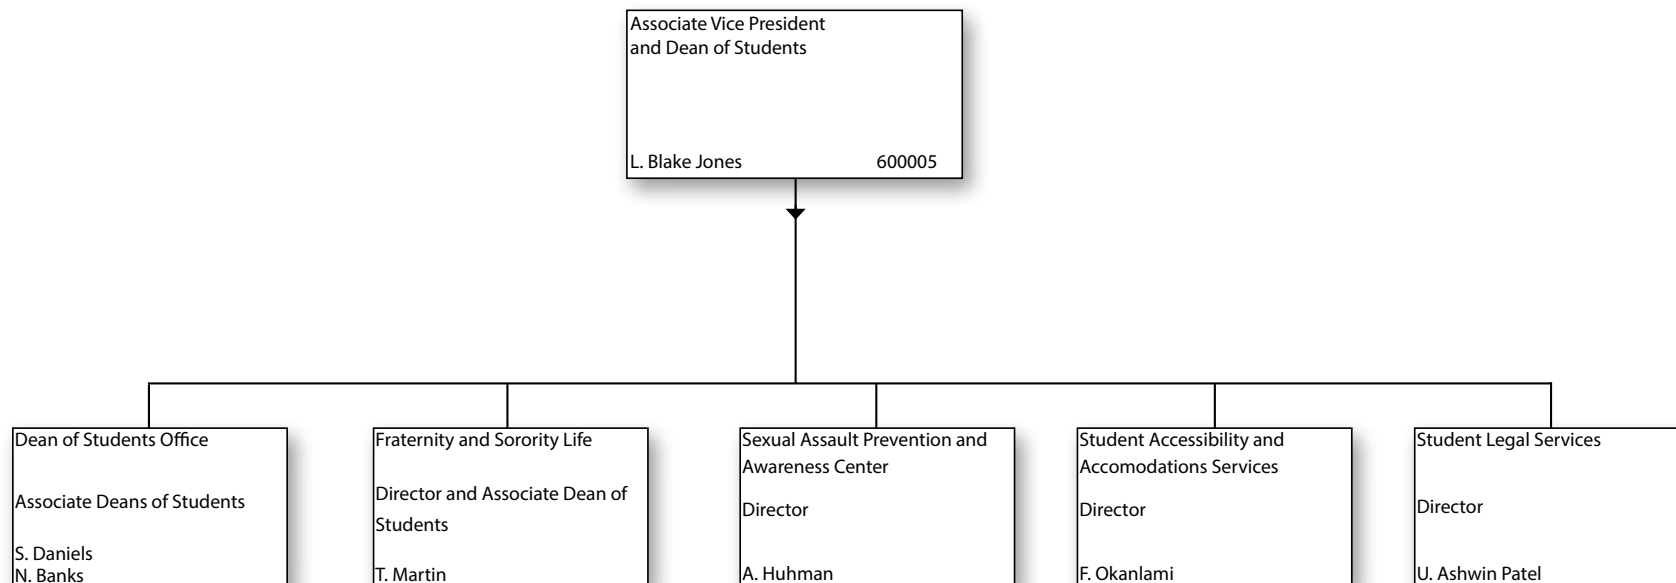 Associate Vice President
and Dean of Students
L. Blake Jones 600005
Dean of Students Office
Associate Deans of Students
S. Daniels
N. Banks
Fraternity and Sorority Life
Director and Associate Dean of
Students
T. Martin
Sexual Assault Prevention and
Awareness Center
Director
A. Huhman
Student Accessibility and
Accomodations Services
Director
F. Okanlami
Student Legal Services
Director
U. Ashwin Patel